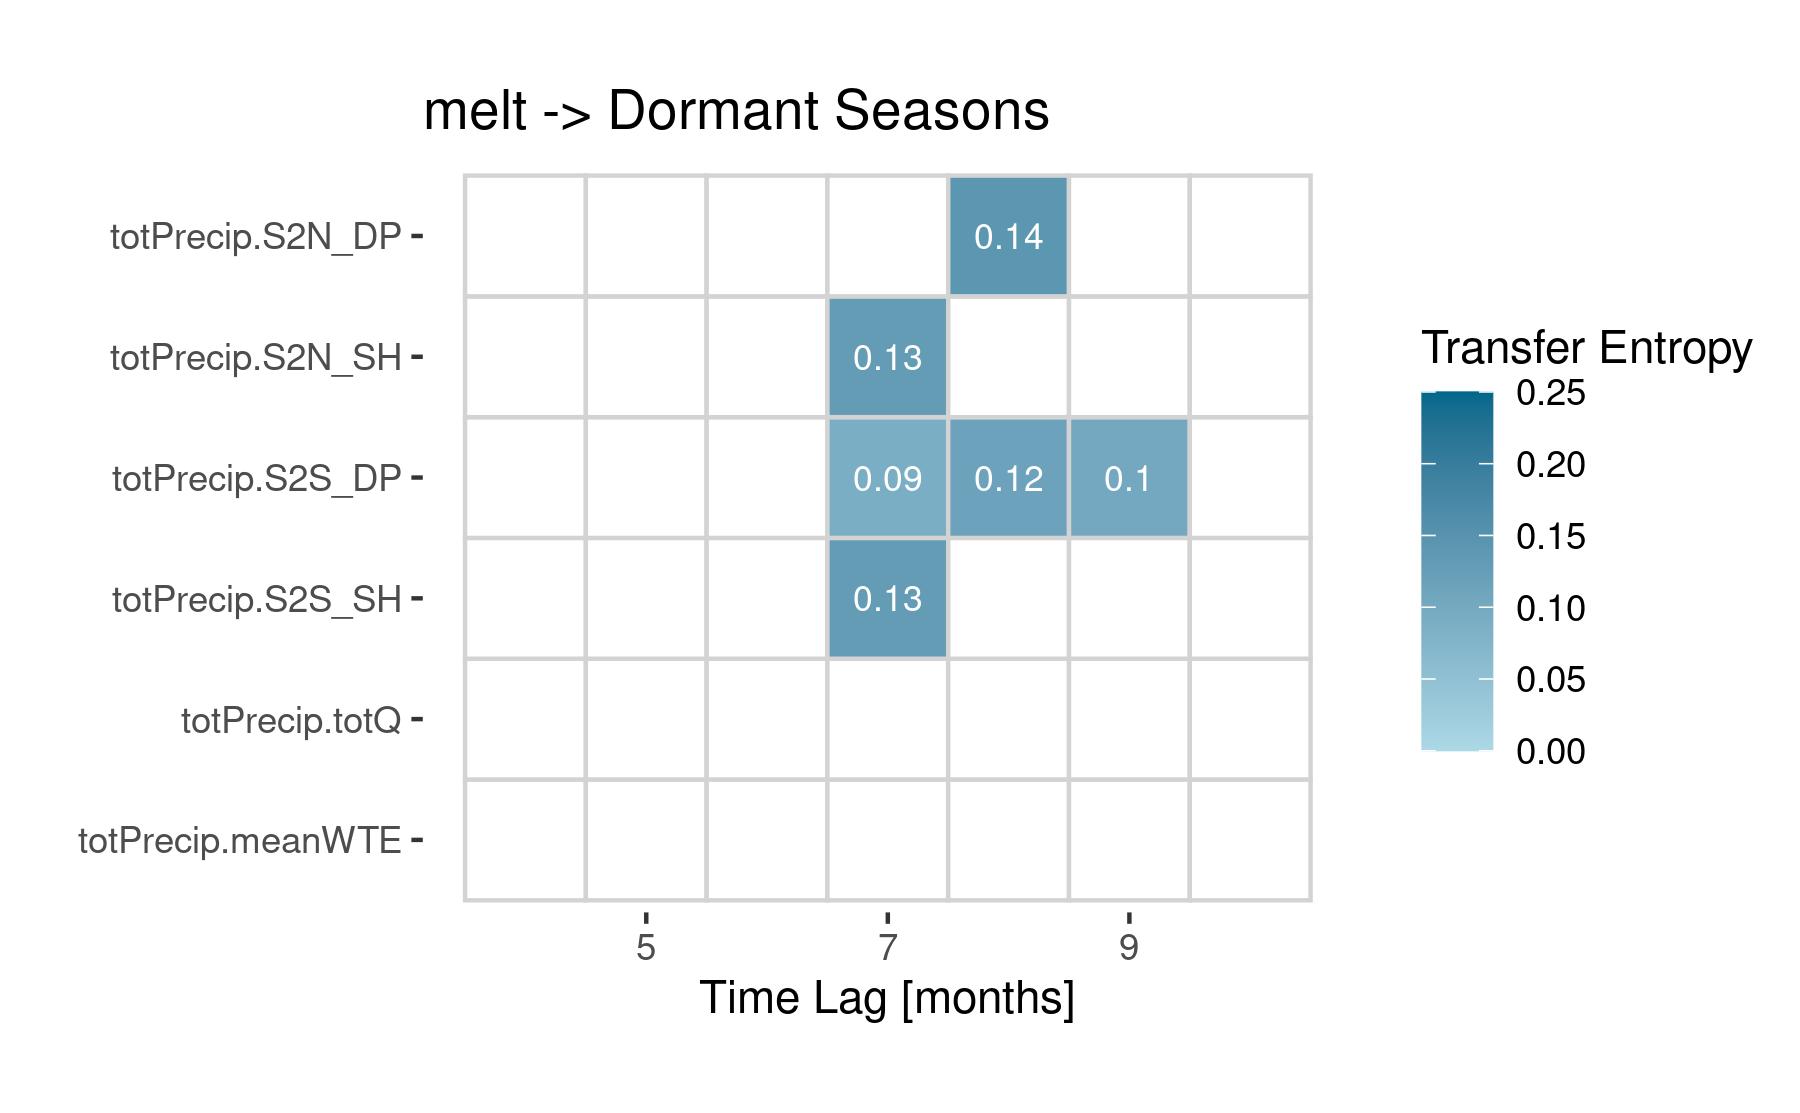 melt -> Dormant Seasons
totPrecip.S2N_DP
0.14
totPrecip.S2N_SH
0.13
totPrecip.S2S_DP
0.09 0.12 0.1
totPrecip.S2S_SH
0.13
totPrecip.totQ
totPrecip.meanWTE
5 7 9
Time Lag [months]
Transfer Entropy
0.25
0.20
0.15
0.10
0.05
0.00